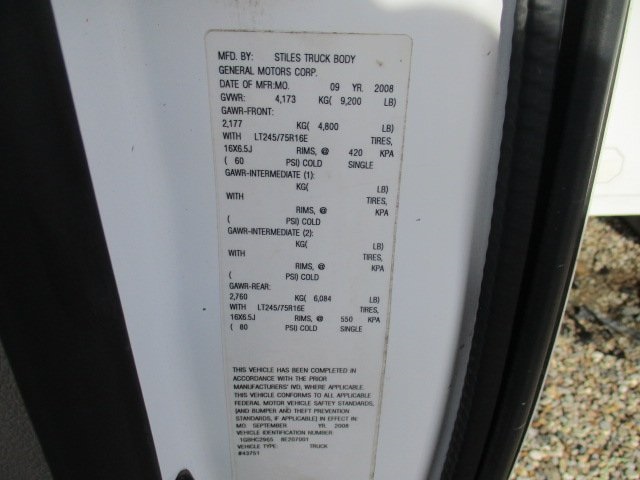 MFD. BY: STILES TRUCK BODY
GENERAL MOTORS CORP.
DATE OF MFR:MO. 09 YR. 2008
GVWR: 4,173 KG( 9,200 LB)
GAWR-FRONT:
2,177 KG( 4,800 LB)
WITH LT245/75R16E TIRES,
16X6.5J RIMS, @ 420 KPA
( 60 PSI) COLD SINGLE
GAWR-INTERMEDIATE (1):
KG( LB)
WITH TIRES,
RIMS, @ KPA
( PSI) COLD
GAWR-INTERMEDIATE (2):
KG( LB)
WITH TIRES,
RIMS, @ KPA
( PSI) COLD
GAWR-REAR:
2,760 KG( 6,084 LB)
WITH LT245/75R16E TIRES,
16X6.5J RIMS, @ 550 KPA
( 80 PSI) COLD SINGLE
THIS VEHICLE HAS BEEN COMPLETED IN
ACCORDANCE WITH THE PRIOR
MANUFACTURERS' IVD, WHERE APPLICABLE.
THIS VEHICLE CONFORMS TO ALL APPLICABLE
FEDERAL MOTOR VEHICLE SAFTEY STANDARDS,
[AND BUMPER AND THEFT PREVENTION
STANDARDS, IF APPLICABLE] IN EFFECT IN:
MO. SEPTEMBER YR. 2008
VEHICLE IDENTIFICATION NUMBER:
VEHICLE TYPE: TRUCK
#43751